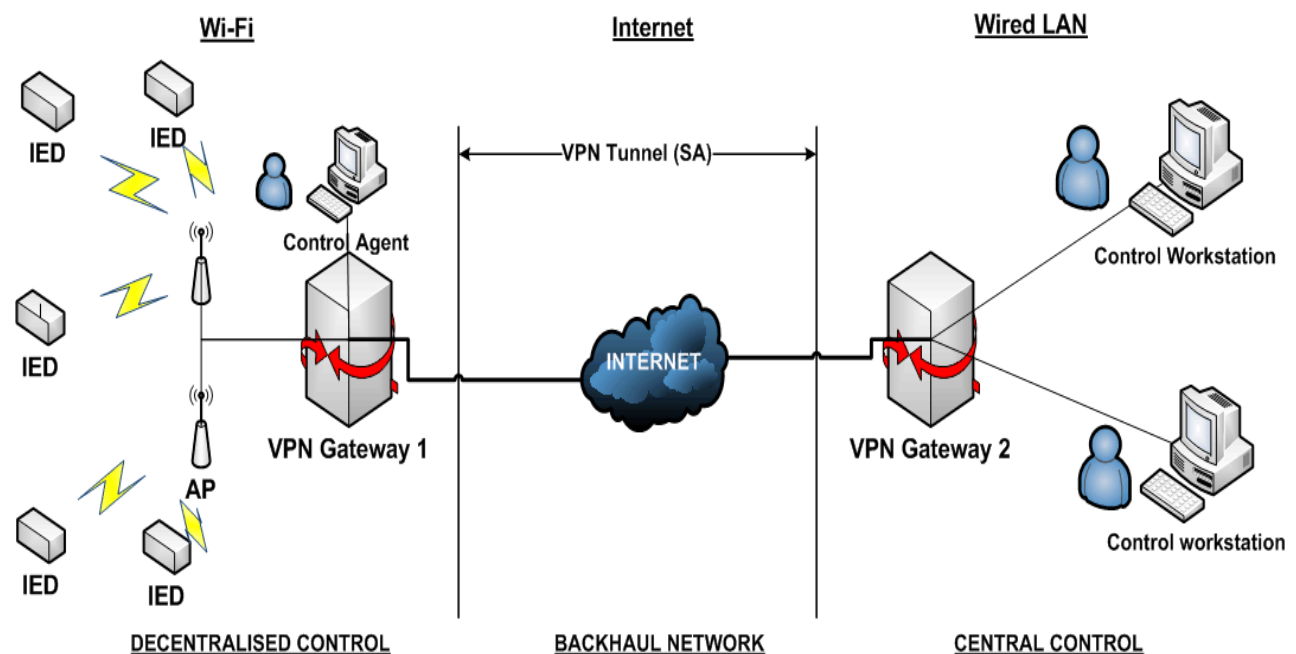 Wi-Fi
Internet
Wired LAN
IED
IED
VPN Tunnel (SA)
Control Agent
Control Workstation
IED
INTERNET
VPN Gateway 1
VPN Gateway 2
AP
IED
IED
Control workstation
DECENTRALISED CONTROL
BACKHAUL NETWORK
CENTRAL CONTROL